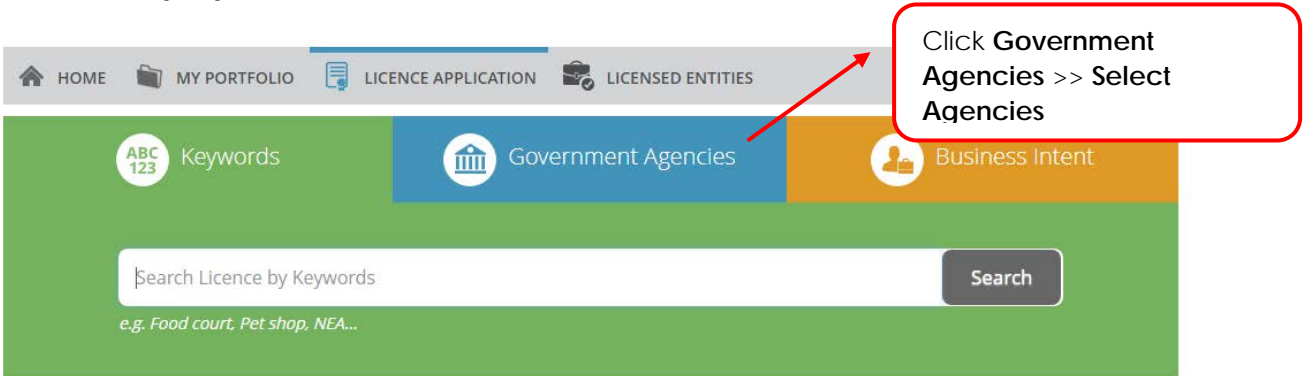 Click Government
Agencies >> Select
Agencies
HOME MY PORTFOLIO LICENCE APPLICATION LICENSED ENTITIES
ABC
123
Keywords Government Agencies Business Intent
Search Licence by Keywords Search
e.g. Food court, Pet shop, NEA...